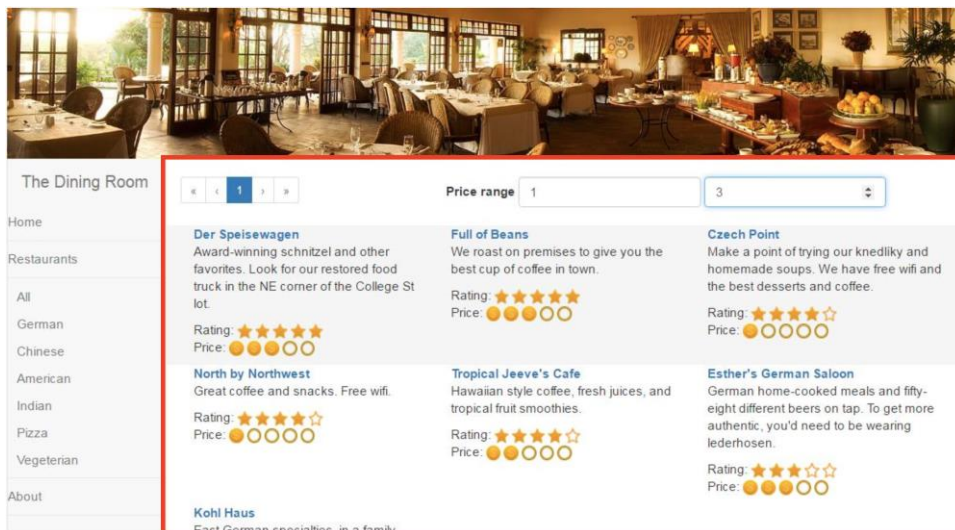 The Dining Room
Home
Restaurants
All
German
Chinese
American
Indian
Pizza
Vegeterian
About
« ‹ 1 › »
Price range 1 3
Der Speisewagen
Award-winning schnitzel and other
favorites. Look for our restored food
truck in the NE corner of the College St
lot.
Rating:
Price:
Full of Beans
We roast on premises to give you the
best cup of coffee in town.
Rating:
Price:
Czech Point
Make a point of trying our knedliky and
homemade soups. We have free wifi and
the best desserts and coffee.
Rating:
Price:
North by Northwest
Great coffee and snacks. Free wifi.
Rating:
Price:
Tropical Jeeve's Cafe
Hawaiian style coffee, fresh juices, and
tropical fruit smoothies.
Rating:
Price:
Esther's German Saloon
German home-cooked meals and fifty-
eight different beers on tap. To get more
authentic, you'd need to be wearing
lederhosen.
Rating:
Price:
Kohl Haus
East German specialties, in a family